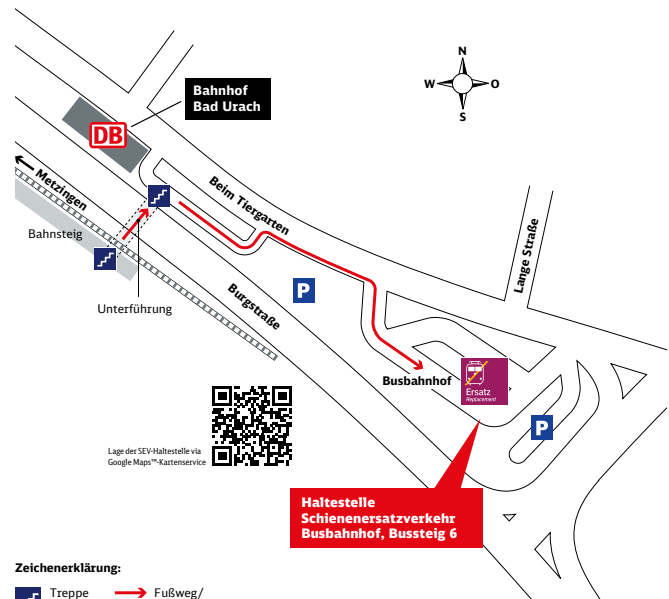 N
W
O
S
Bahnhof
Bad Urach
DB
Metzingen
Beim Tiergarten
Bahnsteig
Lange Straße
P
Unterführung
Burgstraße
Busbahnhof
Ersatz
Replacement
P
Lage der SEV-Haltestelle via
Google Maps™-Kartenservice
Haltestelle
Schienenersatzverkehr
Busbahnhof, Bussteig 6
Zeichenerklärung:
Treppe
Fußweg/